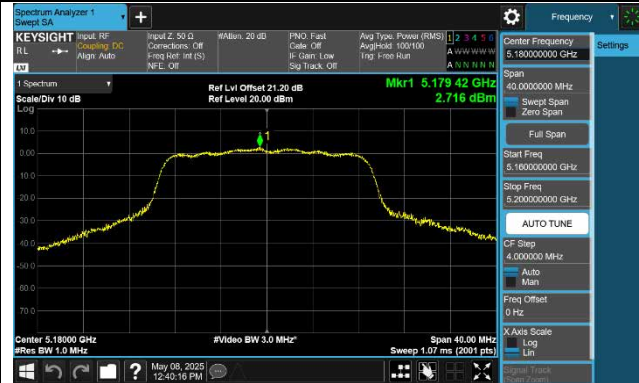 Spectrum Analyzer 1
Swept SA
Frequency
KEYSIGHT
RL
Input: RF
Coupling: DC
Align: Auto
Input Z: 50 Ω
Corrections: Off
Freq Ref: Int (S)
NFE: Off
#Atten: 20 dB
PNO: Fast
Gate: Off
IF Gain: Low
Sig Track: Off
Avg Type: Power (RMS)
Avg|Hold: 100/100
Trig: Free Run
1 2 3 4 5 6
A W W W W W
A N N N N N
1 Spectrum
Scale/Div 10 dB
Log
Ref Lvl Offset 21.20 dB
Ref Level 20.00 dBm
Mkr1 5.179 42 GHz
2.716 dBm
1
10.0
0.00
10.0
20.0
30.0
40.0
50.0
60.0
70.0
Center 5.18000 GHz
#Res BW 1.0 MHz
#Video BW 3.0 MHz*
Span 40.00 MHz
Sweep 1.07 ms (2001 pts)
Center Frequency
5.180000000 GHz
Settings
Span
40.0000000 MHz
Swept Span
Zero Span
Full Span
Start Freq
5.160000000 GHz
Stop Freq
5.200000000 GHz
AUTO TUNE
CF Step
4.000000 MHz
Auto
Man
Freq Offset
0 Hz
X Axis Scale
Log
Lin
Signal Track
(Span Zoom)
May 08, 2025
12:40:16 PM